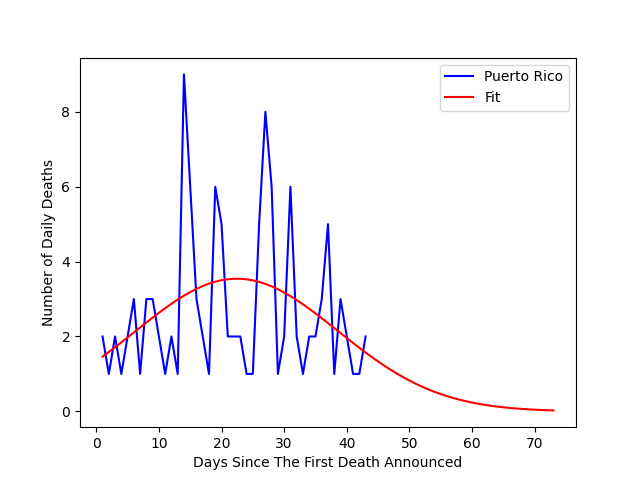 Puerto Rico
Fit
Number of Daily Deaths
8
6
4
2
0
0 10 20 30 40 50 60 70
Days Since The First Death Announced